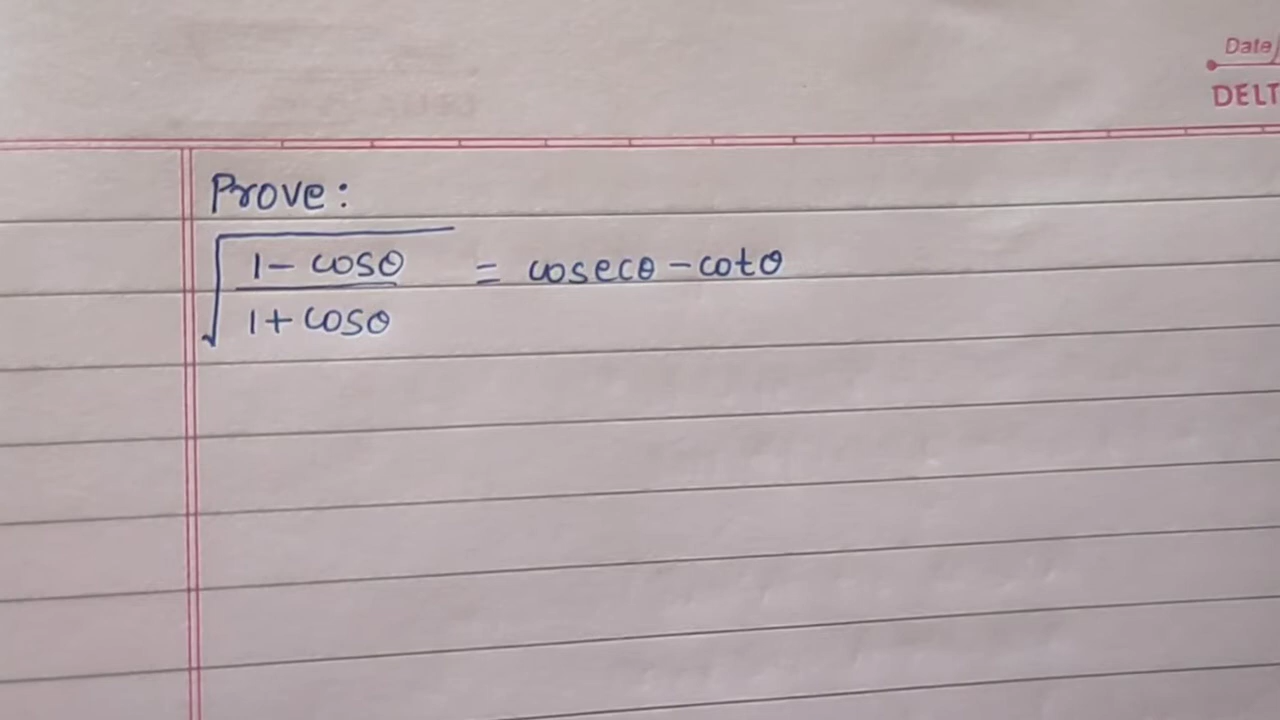 Date
DELT
Prove:
√(1 - cosθ / 1 + cosθ) = cosecθ - cotθ